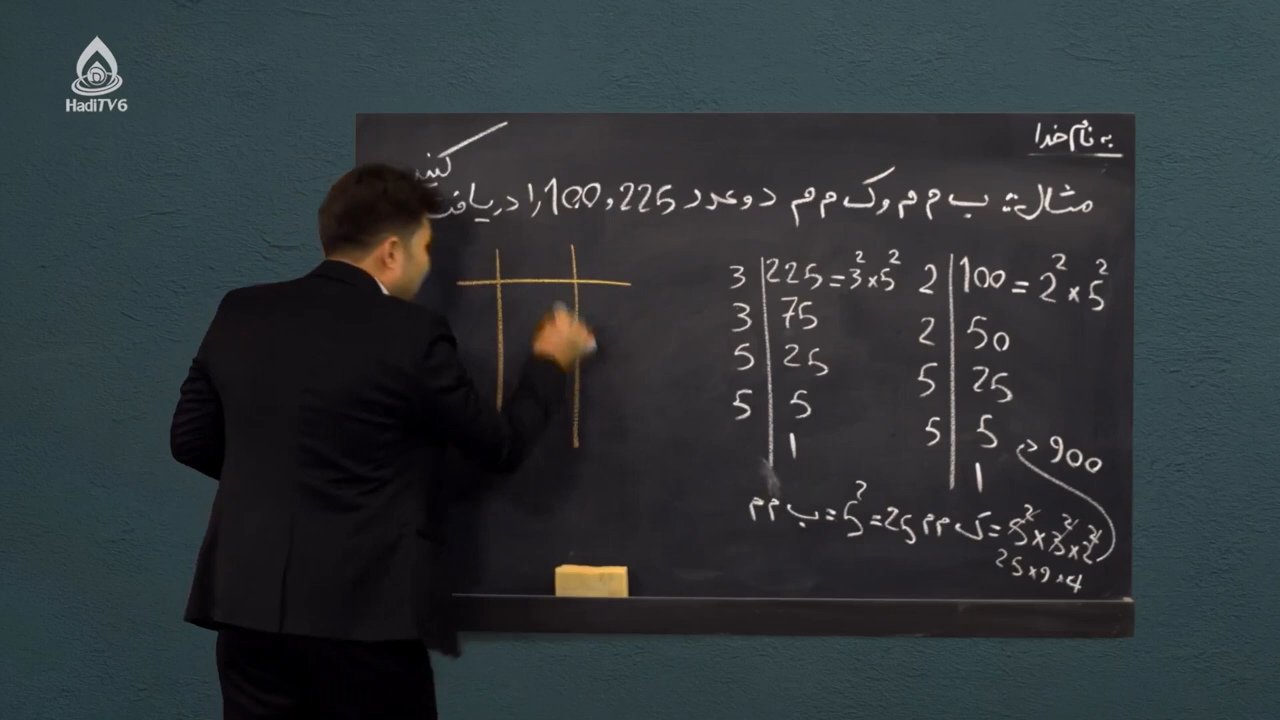 HadiTV6
به نام خدا
مثال: ب م م و ک م م دو عدد 225 و 100 را دریافت
کنید
3 | 225 = 3² × 5²
3 | 75
5 | 25
5 | 5
1
2 | 100 = 2² × 5²
2 | 50
5 | 25
5 | 5
1
900
ب م م = 5² = 25
ک م م = 5² × 3² × 2²
25 × 9 × 4